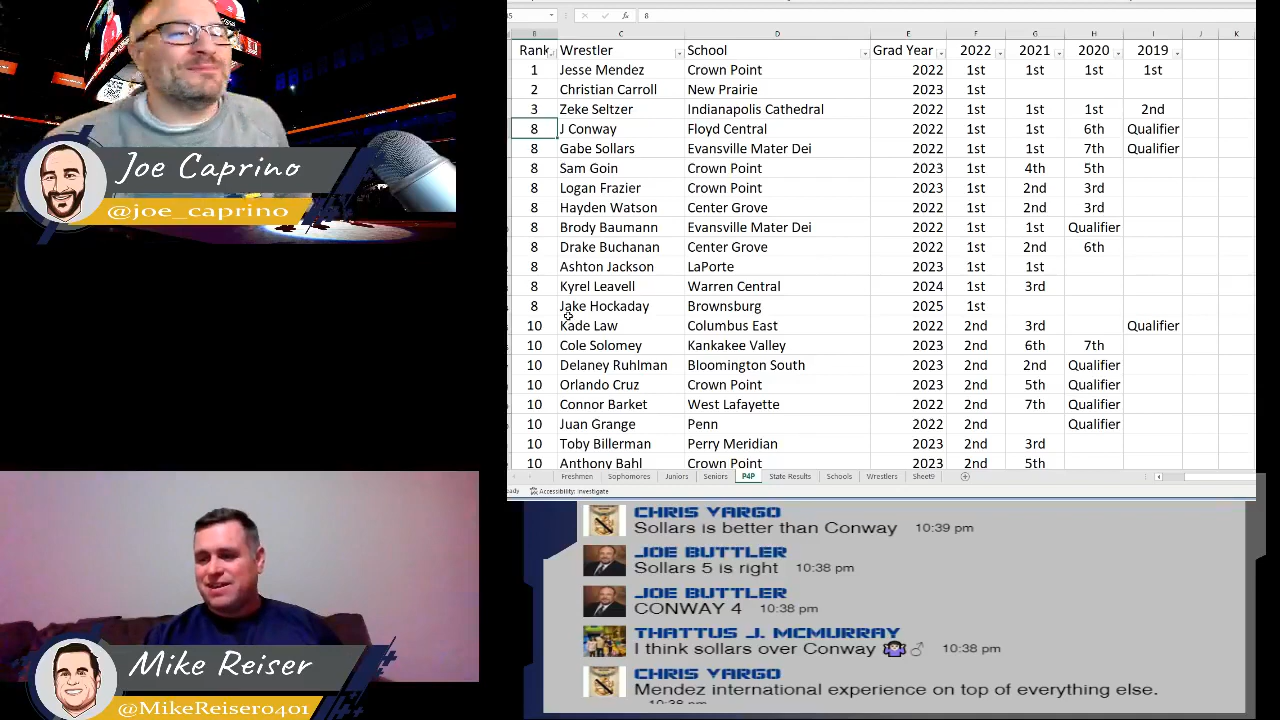 Joe Caprino
@joe_caprino
Mike Reiser
@MikeReiser0401
8
Rank Wrestler School Grad Year 2022 2021 2020 2019
1 Jesse Mendez Crown Point 2022 1st 1st 1st 1st
2 Christian Carroll New Prairie 2023 1st
3 Zeke Seltzer Indianapolis Cathedral 2022 1st 1st 1st 2nd
8 J Conway Floyd Central 2022 1st 1st 6th Qualifier
8 Gabe Sollars Evansville Mater Dei 2022 1st 1st 7th Qualifier
8 Sam Goin Crown Point 2023 1st 4th 5th
8 Logan Frazier Crown Point 2023 1st 2nd 3rd
8 Hayden Watson Center Grove 2022 1st 2nd 3rd
8 Brody Baumann Evansville Mater Dei 2022 1st 1st Qualifier
8 Drake Buchanan Center Grove 2022 1st 2nd 6th
8 Ashton Jackson LaPorte 2023 1st 1st
8 Kyrel Leavell Warren Central 2024 1st 3rd
8 Jake Hockaday Brownsburg 2025 1st
10 Kade Law Columbus East 2022 2nd 3rd Qualifier
10 Cole Solomey Kankakee Valley 2023 2nd 6th 7th
10 Delaney Ruhlman Bloomington South 2023 2nd 2nd Qualifier
10 Orlando Cruz Crown Point 2023 2nd 5th Qualifier
10 Connor Barket West Lafayette 2022 2nd 7th Qualifier
10 Juan Grange Penn 2022 2nd Qualifier
10 Toby Billerman Perry Meridian 2023 2nd 3rd
10 Anthony Bahl Crown Point 2023 2nd 5th
Freshmen Sophomores Juniors Seniors P4P State Results Schools Wrestlers Sheet9
Accessibility: Investigate
CHRIS VARGO
Sollars is better than Conway 10:39 pm
JOE BUTTLER
Sollars 5 is right 10:38 pm
JOE BUTTLER
CONWAY 4 10:38 pm
THATTUS J. MCMURRAY
I think sollars over Conway 🤷🏿♂ 10:38 pm
CHRIS VARGO
Mendez international experience on top of everything else.
10:38 pm